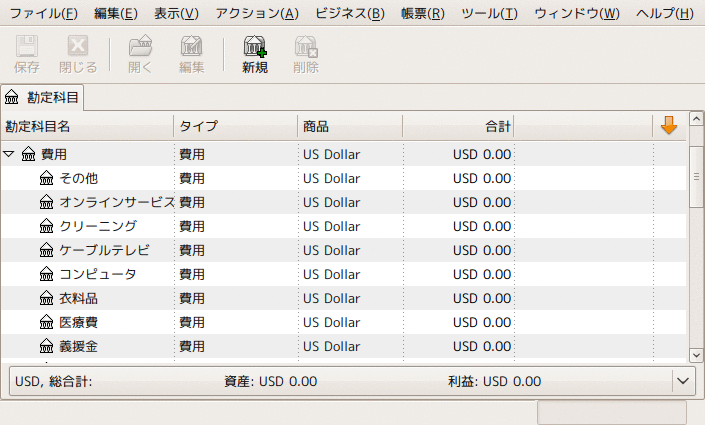 ファイル(F) 編集(E) 表示(V) アクション(A) ビジネス(B) 帳票(R) ツール(T) ウィンドウ(W) ヘルプ(H)
保存 閉じる 開く 編集 新規 削除
勘定科目
勘定科目名 タイプ 商品 合計
費用 費用 US Dollar USD 0.00
その他 費用 US Dollar USD 0.00
オンラインサービス 費用 US Dollar USD 0.00
クリーニング 費用 US Dollar USD 0.00
ケーブルテレビ 費用 US Dollar USD 0.00
コンピュータ 費用 US Dollar USD 0.00
衣料品 費用 US Dollar USD 0.00
医療費 費用 US Dollar USD 0.00
義援金 費用 US Dollar USD 0.00
USD, 総合計: 資産: USD 0.00 利益: USD 0.00